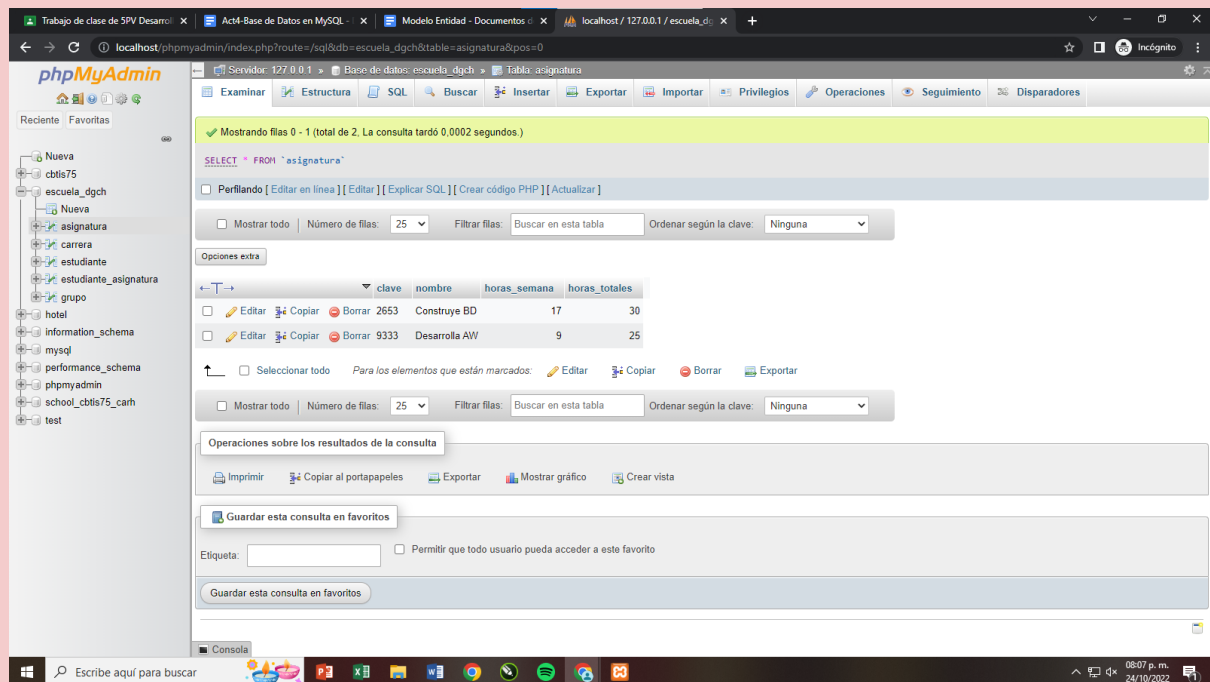 Trabajo de clase de 5PV Desarroll
Act4-Base de Datos en MySQL -
Modelo Entidad - Documentos d
localhost / 127.0.0.1 / escuela_dg
localhost/phpmyadmin/index.php?route=/sql&db=escuela_dgch&table=asignatura&pos=0
Incógnito
phpMyAdmin
Reciente Favoritas
Nueva
cbtis75
escuela_dgch
Nueva
asignatura
carrera
estudiante
estudiante_asignatura
grupo
hotel
information_schema
mysql
performance_schema
phpmyadmin
school_cbtis75_carh
test
Servidor: 127.0.0.1 » Base de datos: escuela_dgch » Tabla: asignatura
Examinar Estructura SQL Buscar Insertar Exportar Importar Privilegios Operaciones Seguimiento Disparadores
Mostrando filas 0 - 1 (total de 2, La consulta tardó 0,0002 segundos.)
SELECT * FROM `asignatura`
Perfilando [ Editar en línea ] [ Editar ] [ Explicar SQL ] [ Crear código PHP ] [ Actualizar ]
Mostrar todo Número de filas: 25 Filtrar filas: Buscar en esta tabla Ordenar según la clave: Ninguna
Opciones extra
←T→ clave nombre horas_semana horas_totales
Editar Copiar Borrar 2653 Construye BD 17 30
Editar Copiar Borrar 9333 Desarrolla AW 9 25
Seleccionar todo Para los elementos que están marcados: Editar Copiar Borrar Exportar
Mostrar todo Número de filas: 25 Filtrar filas: Buscar en esta tabla Ordenar según la clave: Ninguna
Operaciones sobre los resultados de la consulta
Imprimir Copiar al portapapeles Exportar Mostrar gráfico Crear vista
Guardar esta consulta en favoritos
Etiqueta: Permitir que todo usuario pueda acceder a este favorito
Guardar esta consulta en favoritos
Consola
Escribe aquí para buscar
08:07 p. m.
24/10/2022